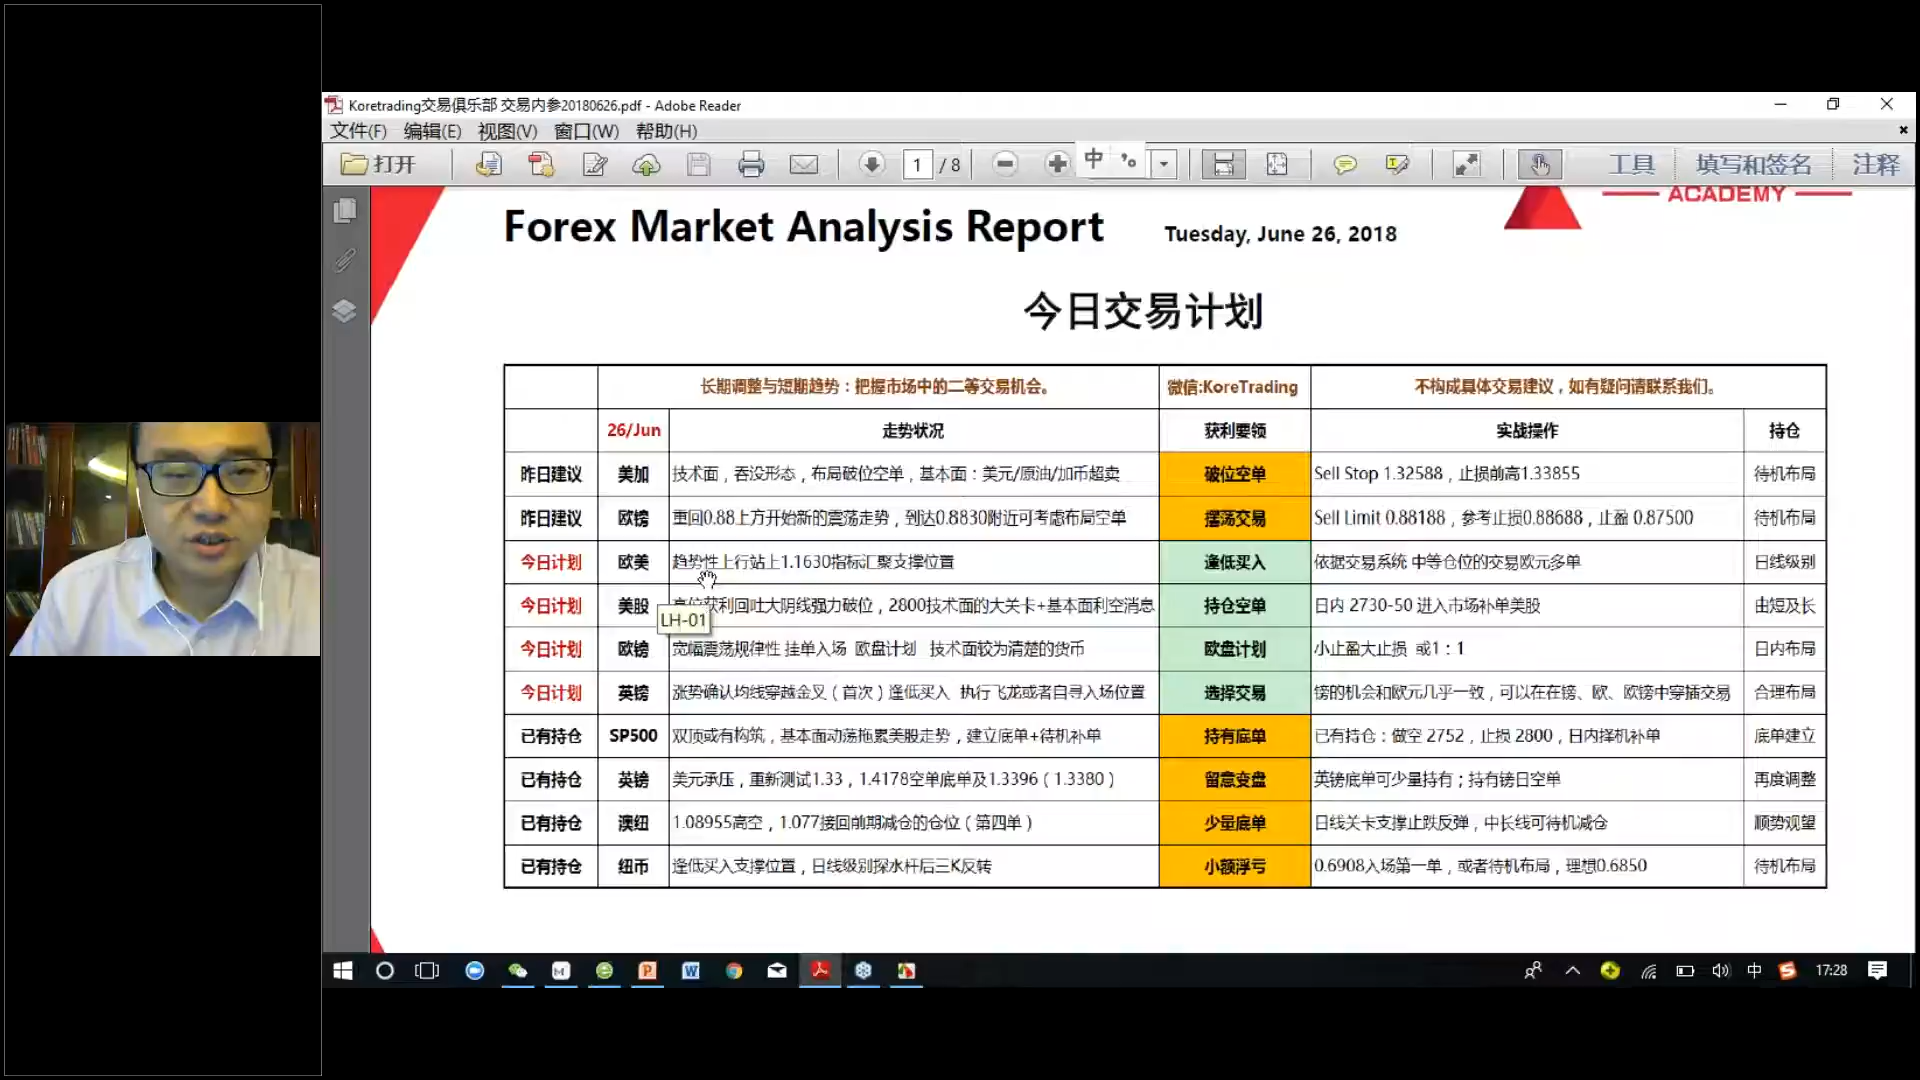 Koretrading交易俱乐部 交易内参20180626.pdf - Adobe Reader
文件(F) 编辑(E) 视图(V) 窗口(W) 帮助(H)
打开 1 / 8 中 工具 填写和签名 注释
ACADEMY
Forex Market Analysis Report Tuesday, June 26, 2018
今日交易计划
长期调整与短期趋势：把握市场中的二等交易机会。 微信:KoreTrading 不构成具体交易建议，如有疑问请联系我们。
26/Jun 走势状况 获利要领 实战操作 持仓
昨日建议 美加 技术面，吞没形态，布局破位空单，基本面：美元/原油/加币超卖 破位空单 Sell Stop 1.32588，止损前高1.33855 待机布局
昨日建议 欧镑 重回0.88上方开始新的震荡走势，到达0.8830附近可考虑布局空单 摆荡交易 Sell Limit 0.88188，参考止损0.88688，止盈 0.87500 待机布局
今日计划 欧美 趋势性上行站上1.1630指标汇聚支撑位置 逢低买入 依据交易系统 中等仓位的交易欧元多单 日线级别
今日计划 美股 高位获利回吐大阴线强力破位，2800技术面的大关卡+基本面利空消息 持仓空单 日内 2730-50 进入市场补单美股 由短及长
LH-01
今日计划 欧镑 宽幅震荡规律性 挂单入场 欧盘计划 技术面较为清楚的货币 欧盘计划 小止盈大止损 或1：1 日内布局
今日计划 英镑 涨势确认均线穿越金叉（首次）逢低买入 执行飞龙或者自寻入场位置 选择交易 镑的机会和欧元几乎一致，可以在在镑、欧、欧镑中穿插交易 合理布局
已有持仓 SP500 双顶或有构筑，基本面动荡拖累美股走势，建立底单+待机补单 持有底单 已有持仓：做空 2752，止损 2800，日内择机补单 底单建立
已有持仓 英镑 美元承压，重新测试1.33，1.4178空单底单及1.3396（1.3380） 留意变盘 英镑底单可少量持有；持有镑日空单 再度调整
已有持仓 澳纽 1.08955高空，1.077接回前期减仓的仓位（第四单） 少量底单 日线关卡支撑止跌反弹，中长线可待机减仓 顺势观望
已有持仓 纽币 逢低买入支撑位置，日线级别探水杆后三K反转 小额浮亏 0.6908入场第一单，或者待机布局，理想0.6850 待机布局
中 17:28